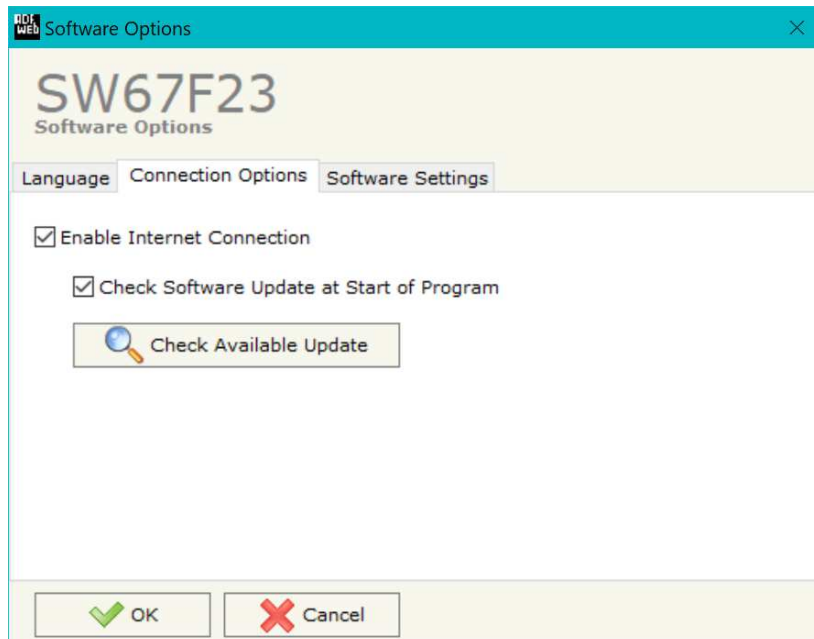 ADF
WEB Software Options
SW67F23
Software Options
Language Connection Options Software Settings
Enable Internet Connection
Check Software Update at Start of Program
Check Available Update
OK Cancel